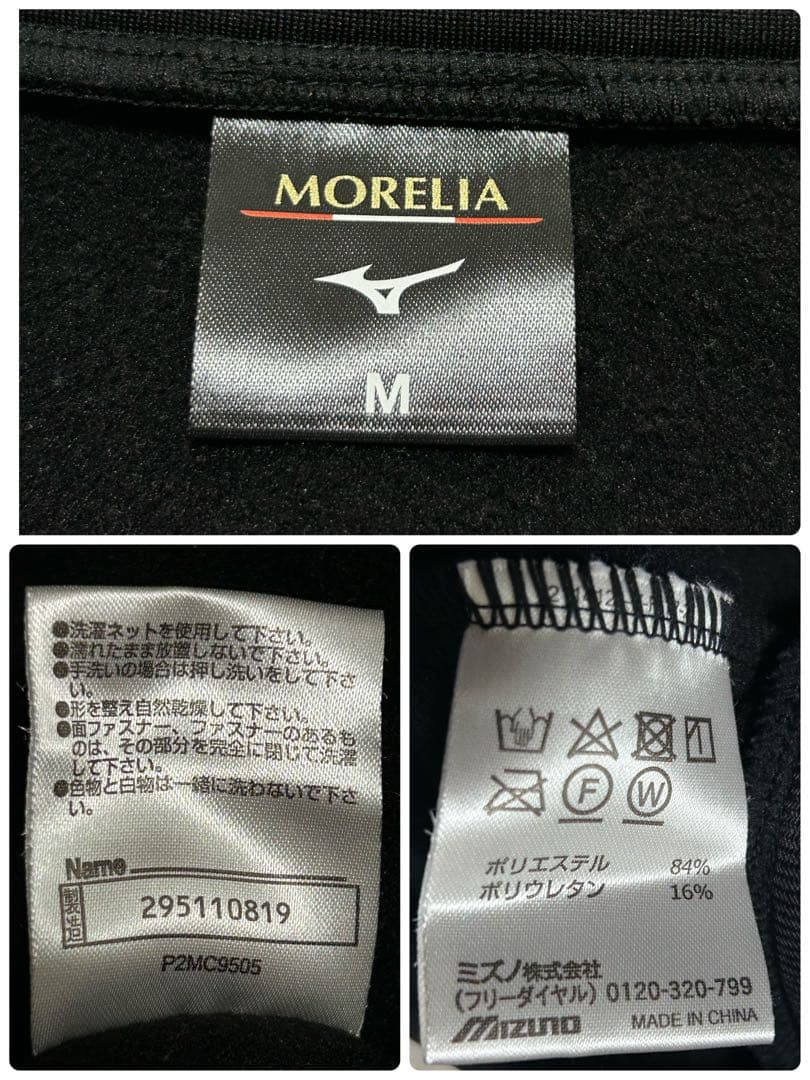 MORELIA
M
●洗濯ネットを使用して下さい。
●濡れたまま放置しないで下さい。
●手洗いの場合は押し洗いをして下さ
い。
●形を整え自然乾燥して下さい。
●面ファスナー、ファスナーのあるも
のは、その部分を完全に閉じて洗濯
して下さい。
●色物と白物は一緒に洗わないで下さ
い。
Name
製造
295110819
P2MC9505
F
W
ポリエステル 84%
ポリウレタン 16%
ミズノ株式会社
(フリーダイヤル) 0120-320-799
MIZUNO MADE IN CHINA